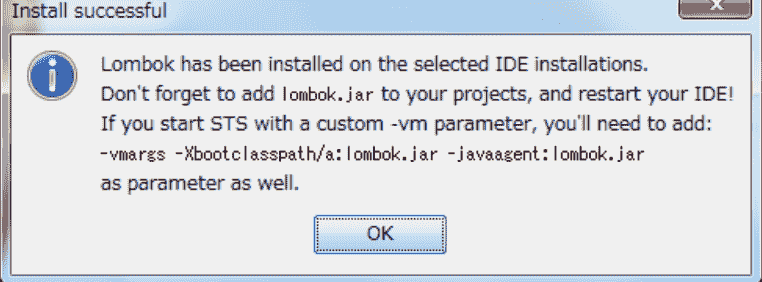 Install successful
Lombok has been installed on the selected IDE installations.
Don't forget to add lombok.jar to your projects, and restart your IDE!
If you start STS with a custom -vm parameter, you'll need to add:
-vmargs -Xbootclasspath/a:lombok.jar -javaagent:lombok.jar
as parameter as well.
OK